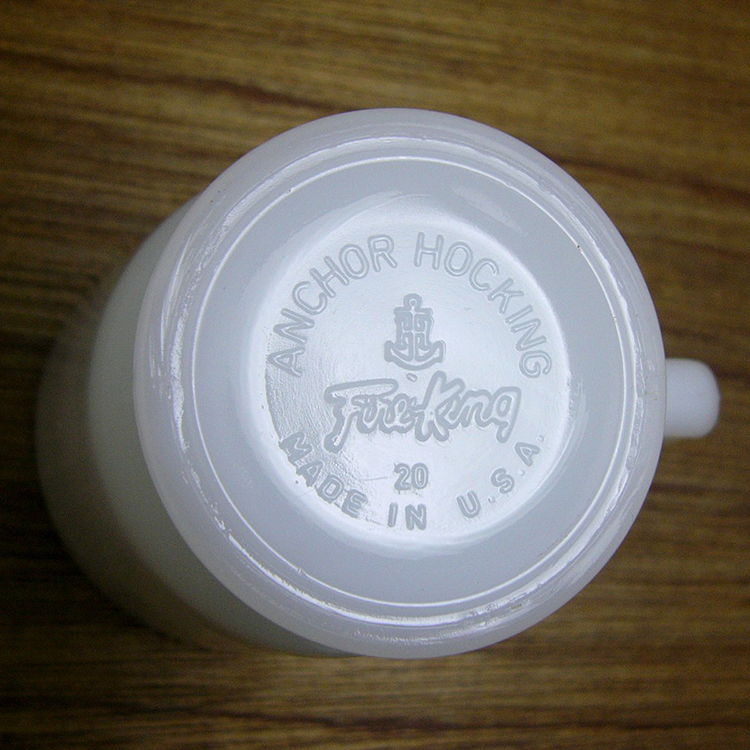 ANCHOR HOCKING
Fire-King
20
MADE IN U.S.A.